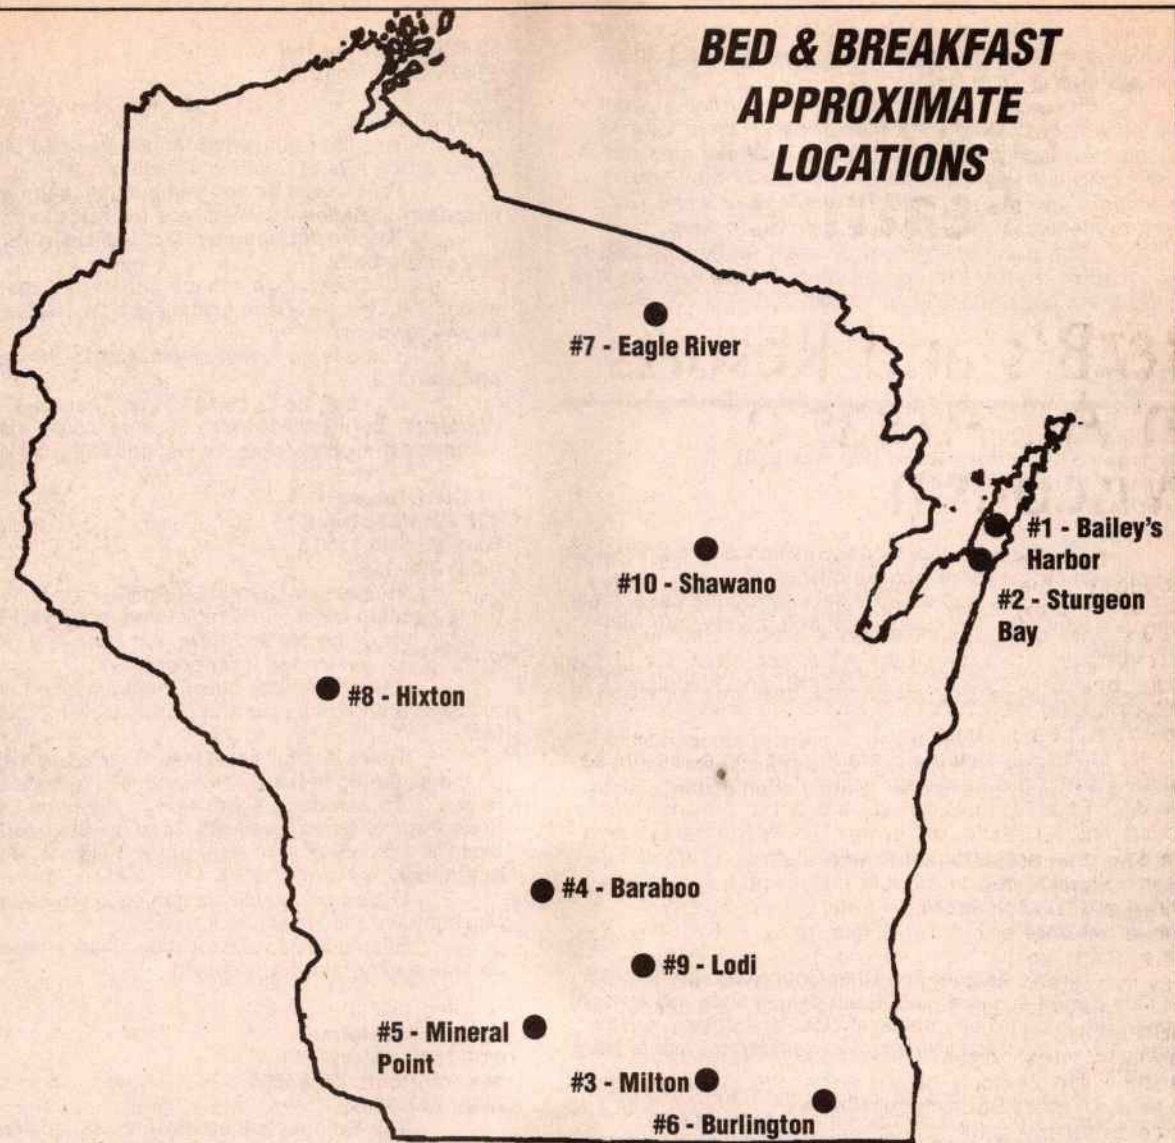 BED & BREAKFAST
APPROXIMATE
LOCATIONS
#7 - Eagle River
#1 - Bailey's
Harbor
#10 - Shawano
#2 - Sturgeon
Bay
#8 - Hixton
#4 - Baraboo
#9 - Lodi
#5 - Mineral
Point
#3 - Milton
#6 - Burlington